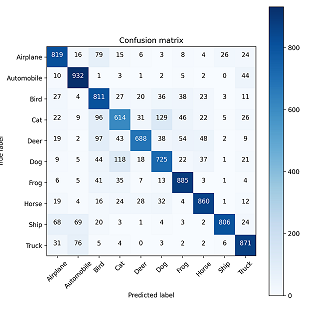 Confusion matrix
Airplane 819 16 79 15 6 3 8 4 26 24
Automobile 10 932 1 3 1 2 5 2 0 44
Bird 27 4 811 27 20 36 38 23 3 11
Cat 22 9 96 614 31 129 46 22 5 26
Deer 19 2 97 43 688 38 54 48 2 9
Dog 9 5 44 118 18 725 22 37 1 21
Frog 6 5 41 35 7 13 885 3 1 4
Horse 19 4 16 24 28 32 4 860 1 12
Ship 68 69 20 3 1 4 3 2 806 24
Truck 31 76 5 4 0 3 2 2 6 871
Airplane Automobile Bird Cat Deer Dog Frog Horse Ship Truck
Predicted label
800
600
400
200
0